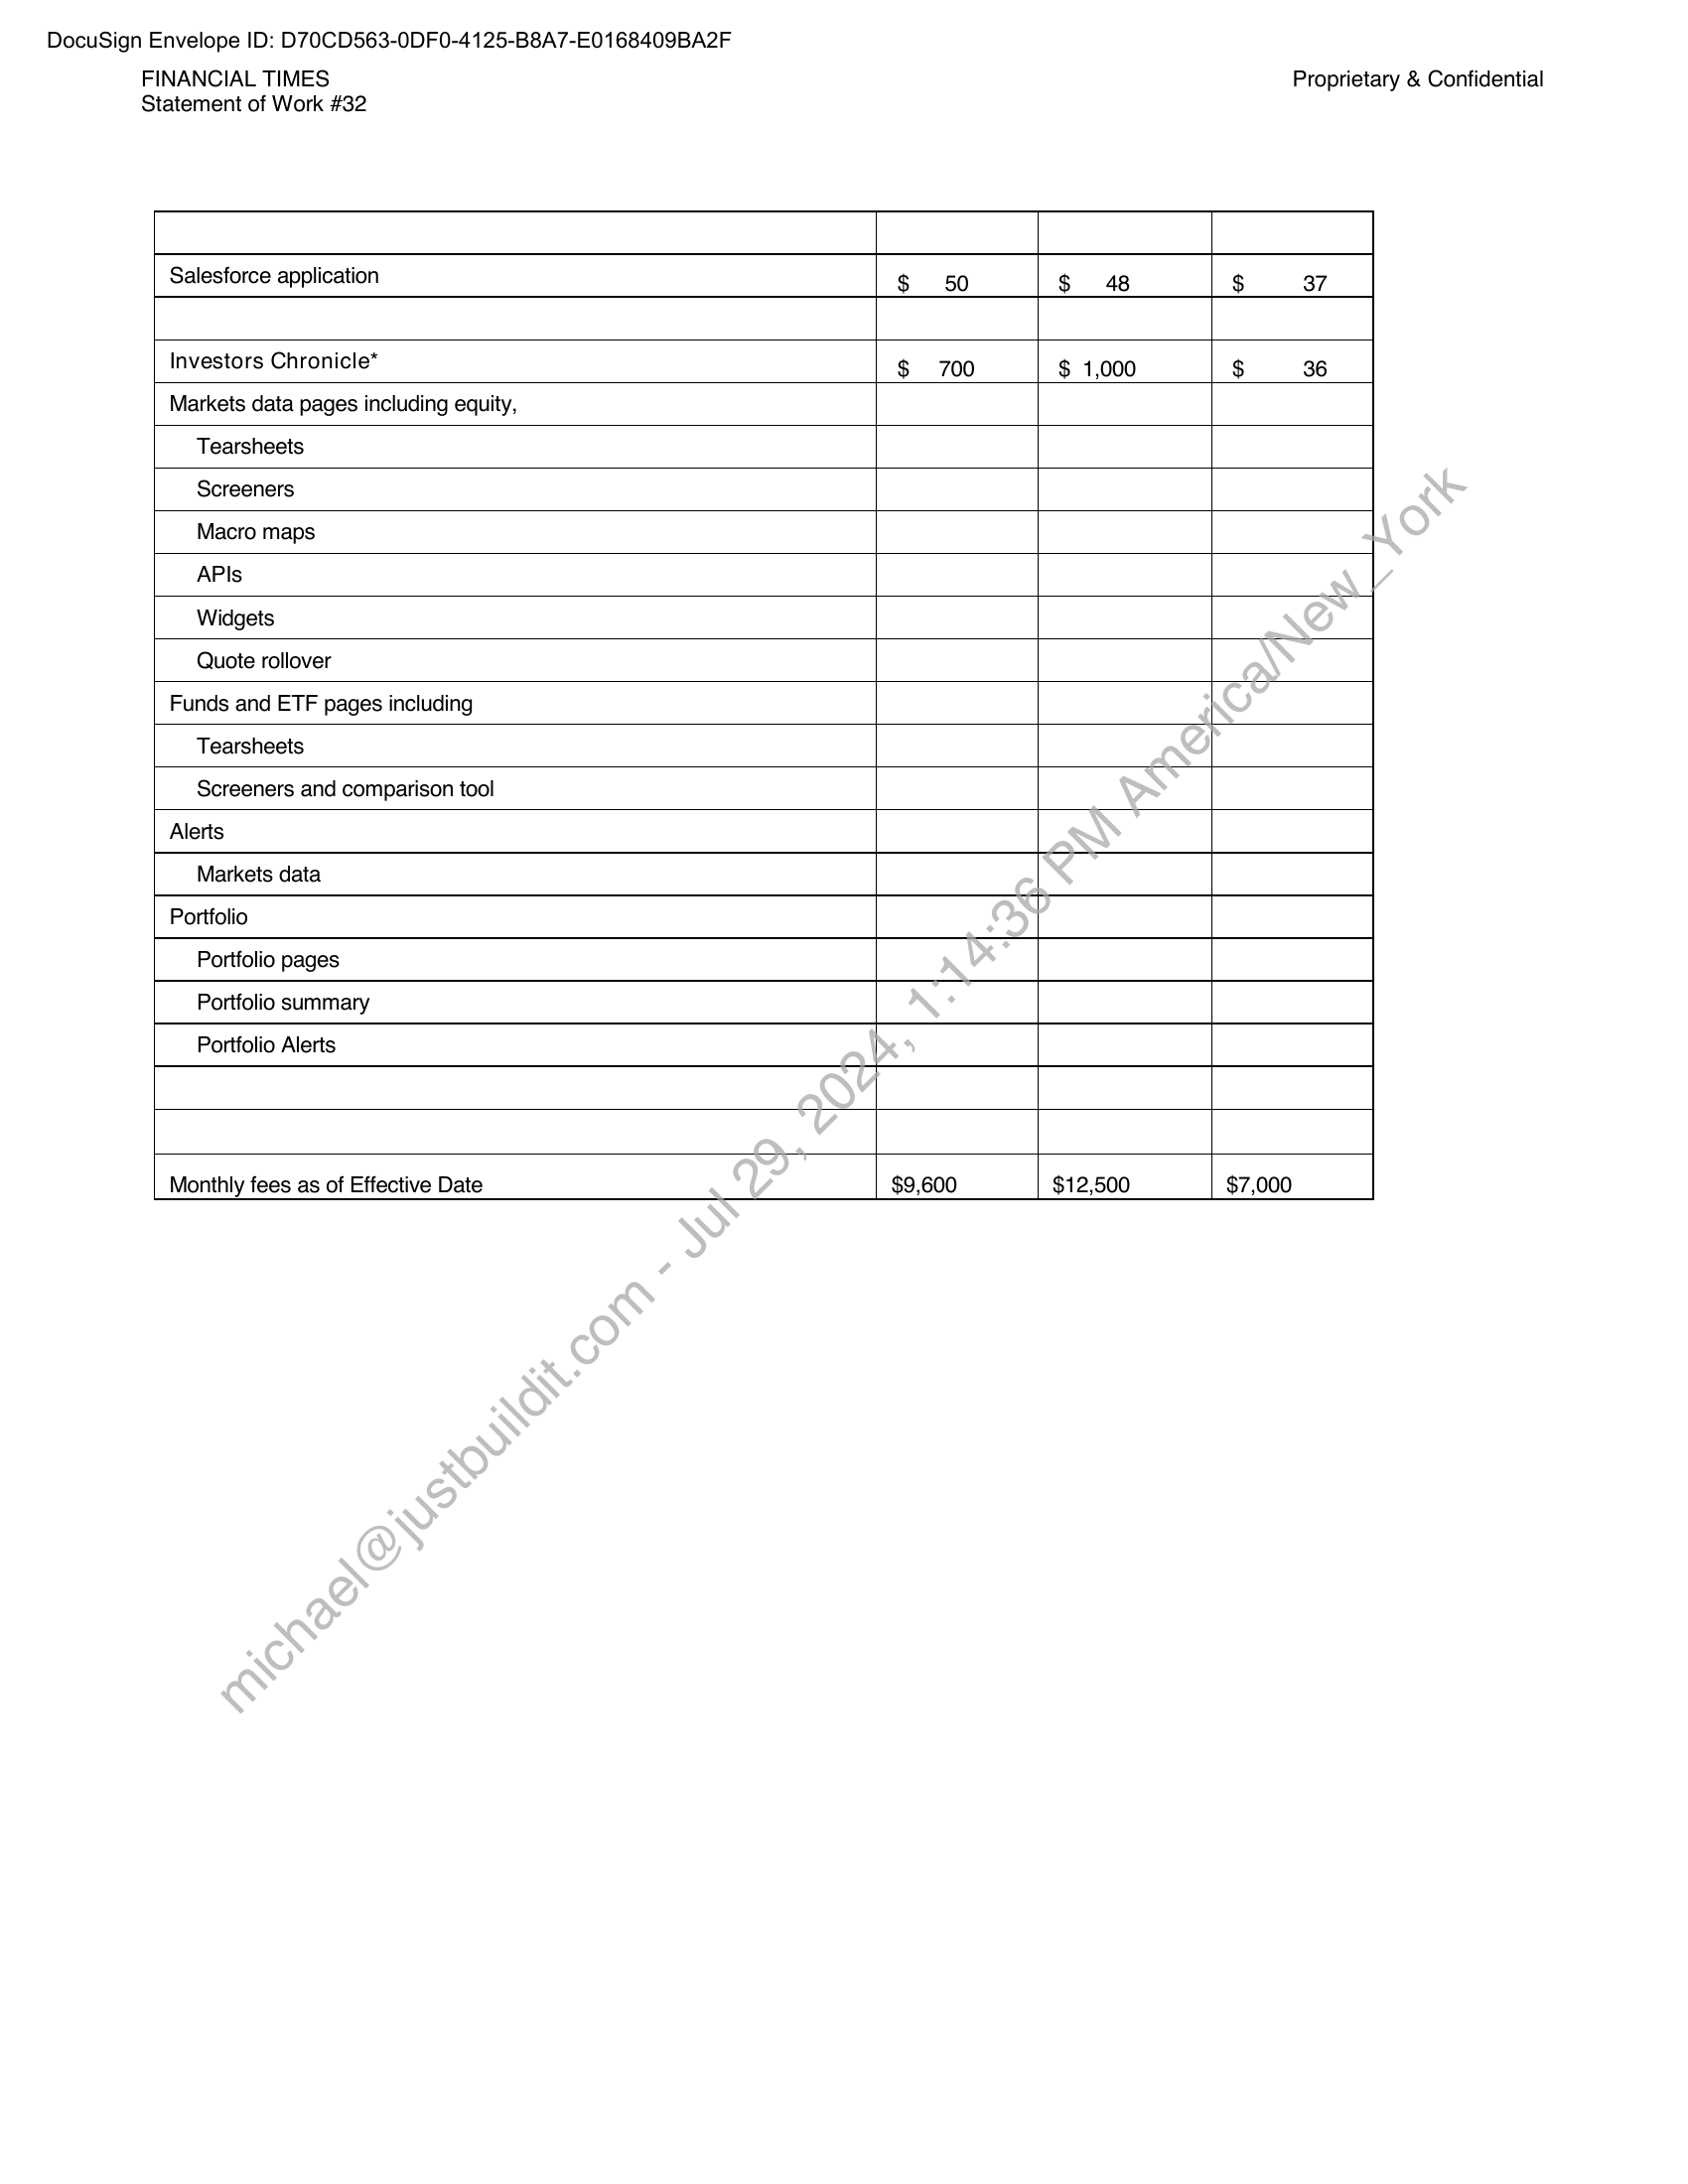 DocuSign Envelope ID: D70CD563-0DF0-4125-B8A7-E0168409BA2F
FINANCIAL TIMES Proprietary & Confidential
Statement of Work #32
Salesforce application $ 50 $ 48 $ 37
Investors Chronicle* $ 700 $ 1,000 $ 36
Markets data pages including equity,
Tearsheets
Screeners
Macro maps
APIs
Widgets
Quote rollover
Funds and ETF pages including
Tearsheets
Screeners and comparison tool
Alerts
Markets data
Portfolio
Portfolio pages
Portfolio summary
Portfolio Alerts
Monthly fees as of Effective Date $9,600 $12,500 $7,000
michael@justbuildit.com - Jul 29, 2024, 1:14:36 PM America/New_York